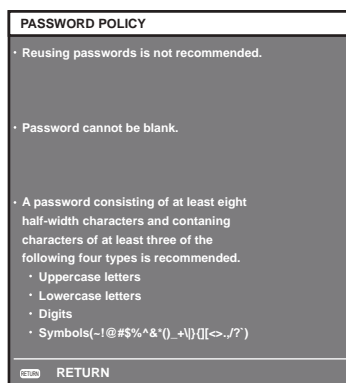 PASSWORD POLICY
・Reusing passwords is not recommended.
・Password cannot be blank.
・A password consisting of at least eight
half-width characters and contaning
characters of at least three of the
following four types is recommended.
・Uppercase letters
・Lowercase letters
・Digits
・Symbols(~!@#$%^&*()_+\|}{][<>.,/?`)
RETURN RETURN